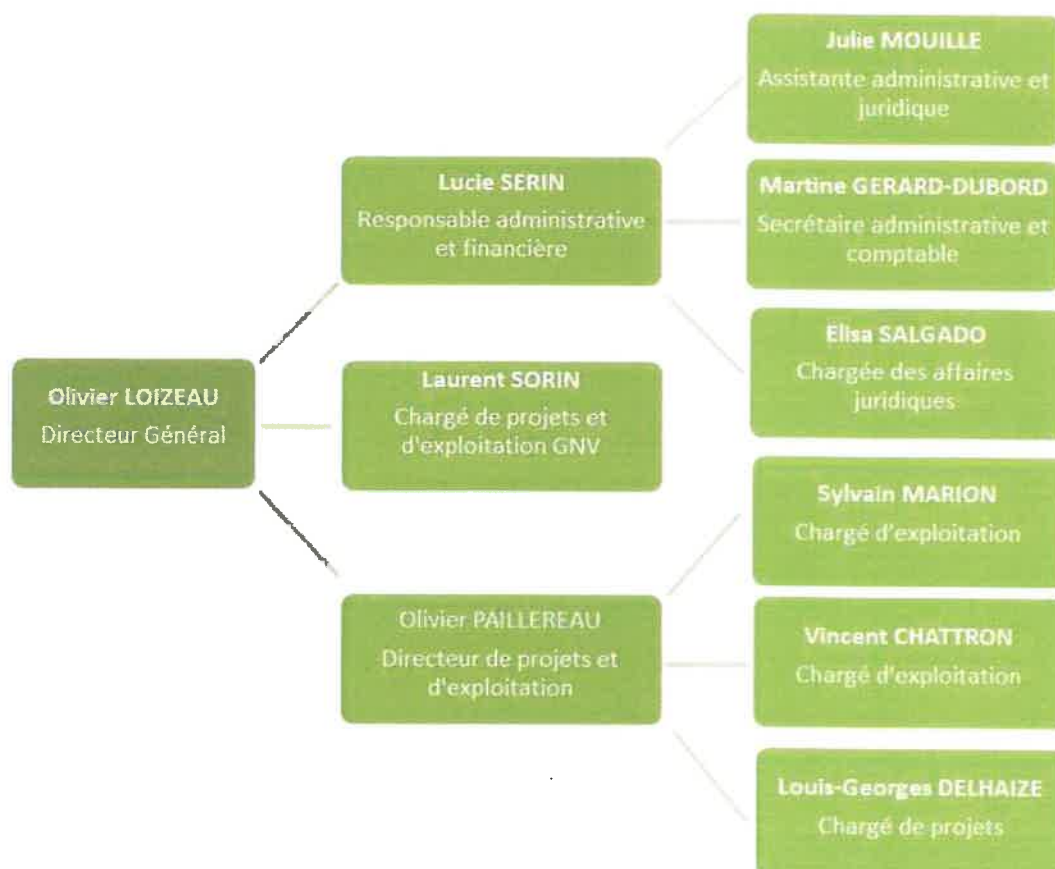 Julie MOUILLE
Assistante administrative et
juridique
Lucie SERIN
Responsable administrative
et financière
Martine GERARD-DUBORD
Secrétaire administrative et
comptable
Elisa SALGADO
Chargée des affaires
juridiques
Olivier LOIZEAU
Directeur Général
Laurent SORIN
Chargé de projets et
d'exploitation GNV
Sylvain MARION
Chargé d'exploitation
Olivier PAILLEREAU
Directeur de projets et
d'exploitation
Vincent CHATTRON
Chargé d'exploitation
Louis-Georges DELHAIZE
Chargé de projets